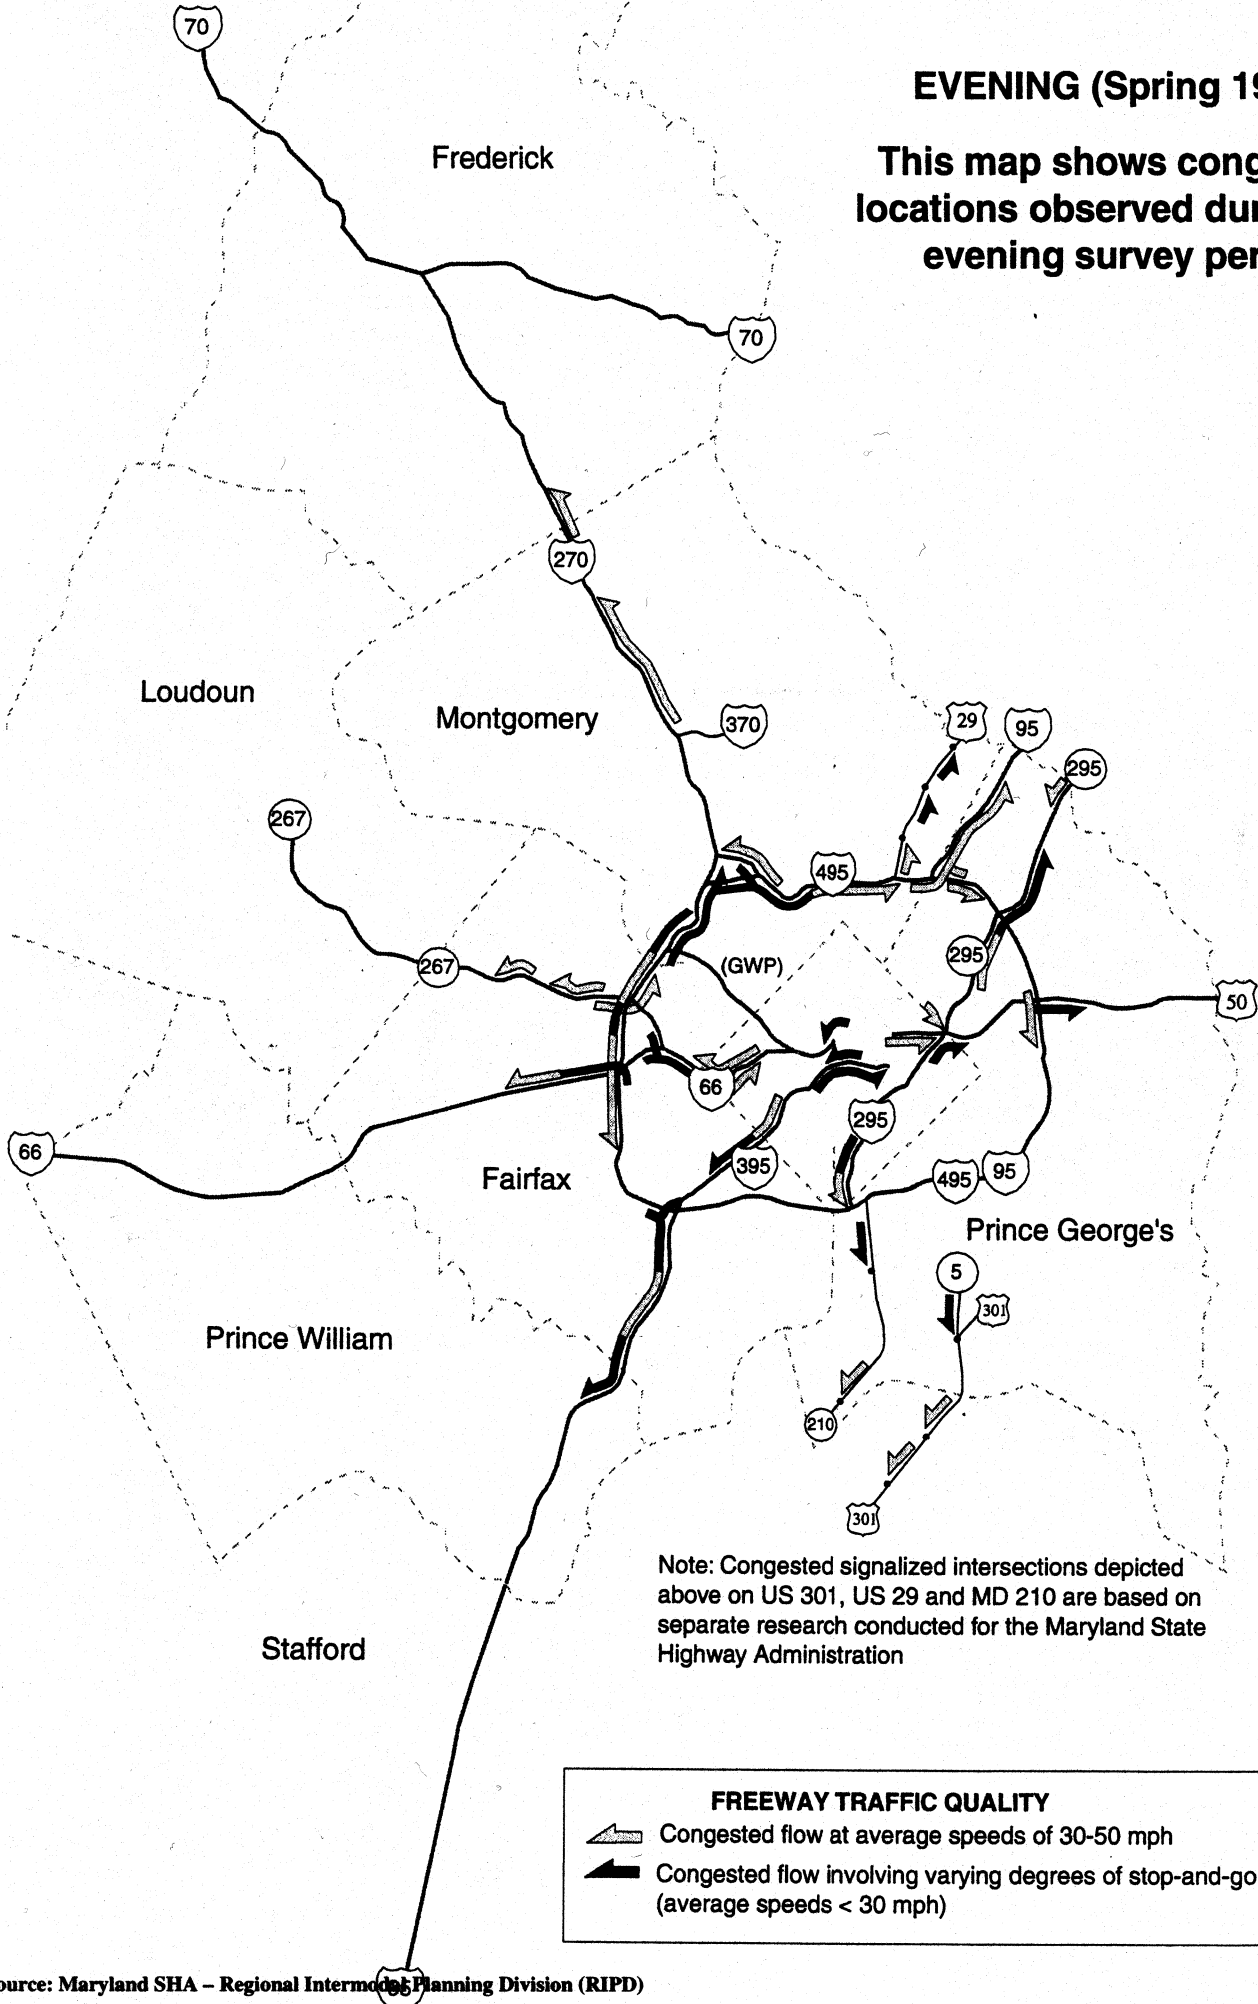 70
EVENING (Spring 19
Frederick
This map shows cong
locations observed dur
evening survey per
70
270
Loudoun
Montgomery
370
29
95
295
267
495
267
(GWP)
295
50
66
295
66
395
Fairfax
495
95
Prince George's
5
301
Prince William
210
301
Note: Congested signalized intersections depicted
above on US 301, US 29 and MD 210 are based on
separate research conducted for the Maryland State
Highway Administration
Stafford
FREEWAY TRAFFIC QUALITY
Congested flow at average speeds of 30-50 mph
Congested flow involving varying degrees of stop-and-go
(average speeds < 30 mph)
ource: Maryland SHA – Regional Intermodal Planning Division (RIPD)